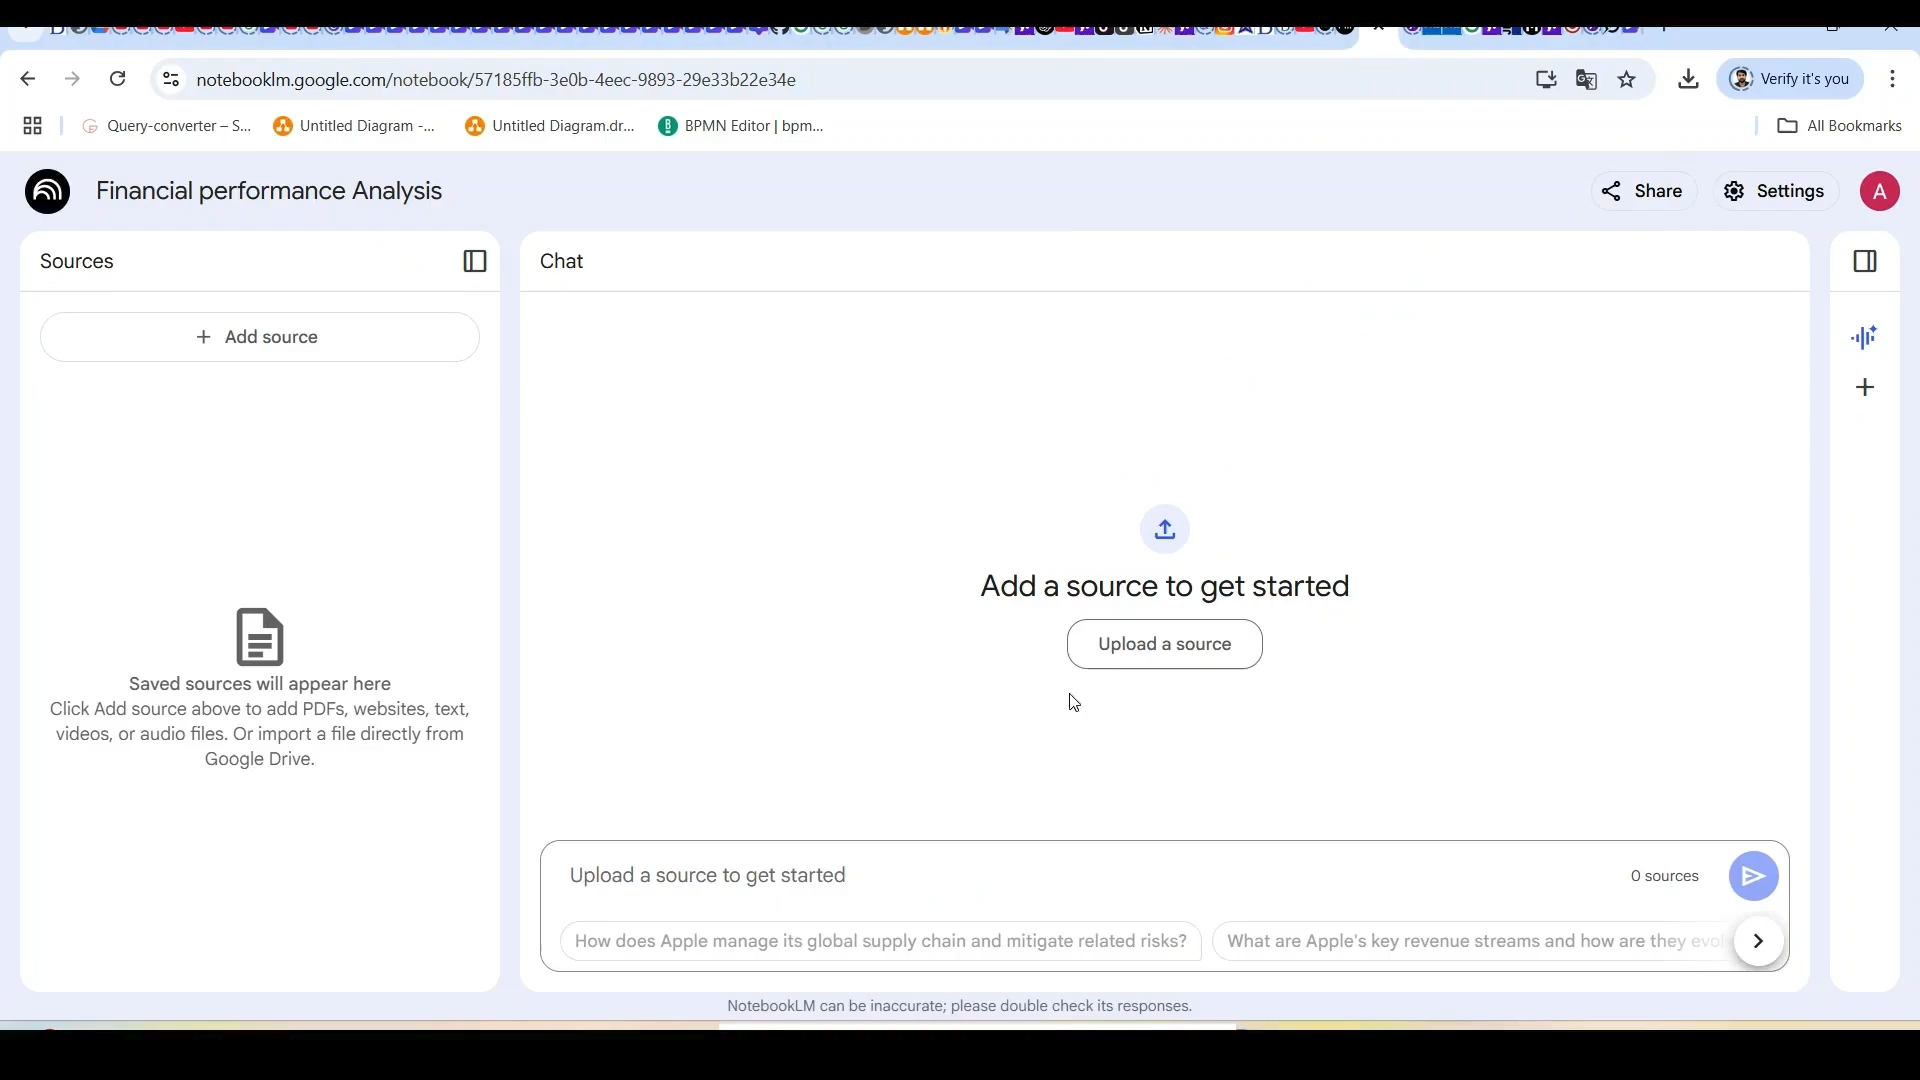 notebooklm.google.com/notebook/57185ffb-3e0b-4eec-9893-29e33b22e34e
Verify it's you
Query-converter – S...
Untitled Diagram -...
Untitled Diagram.dr...
BPMN Editor | bpm...
All Bookmarks
Financial performance Analysis
Share
Settings
A
Sources
Chat
+ Add source
Add a source to get started
Upload a source
Saved sources will appear here
Click Add source above to add PDFs, websites, text,
videos, or audio files. Or import a file directly from
Google Drive.
Upload a source to get started
0 sources
How does Apple manage its global supply chain and mitigate related risks?
What are Apple's key revenue streams and how are they evol
NotebookLM can be inaccurate; please double check its responses.